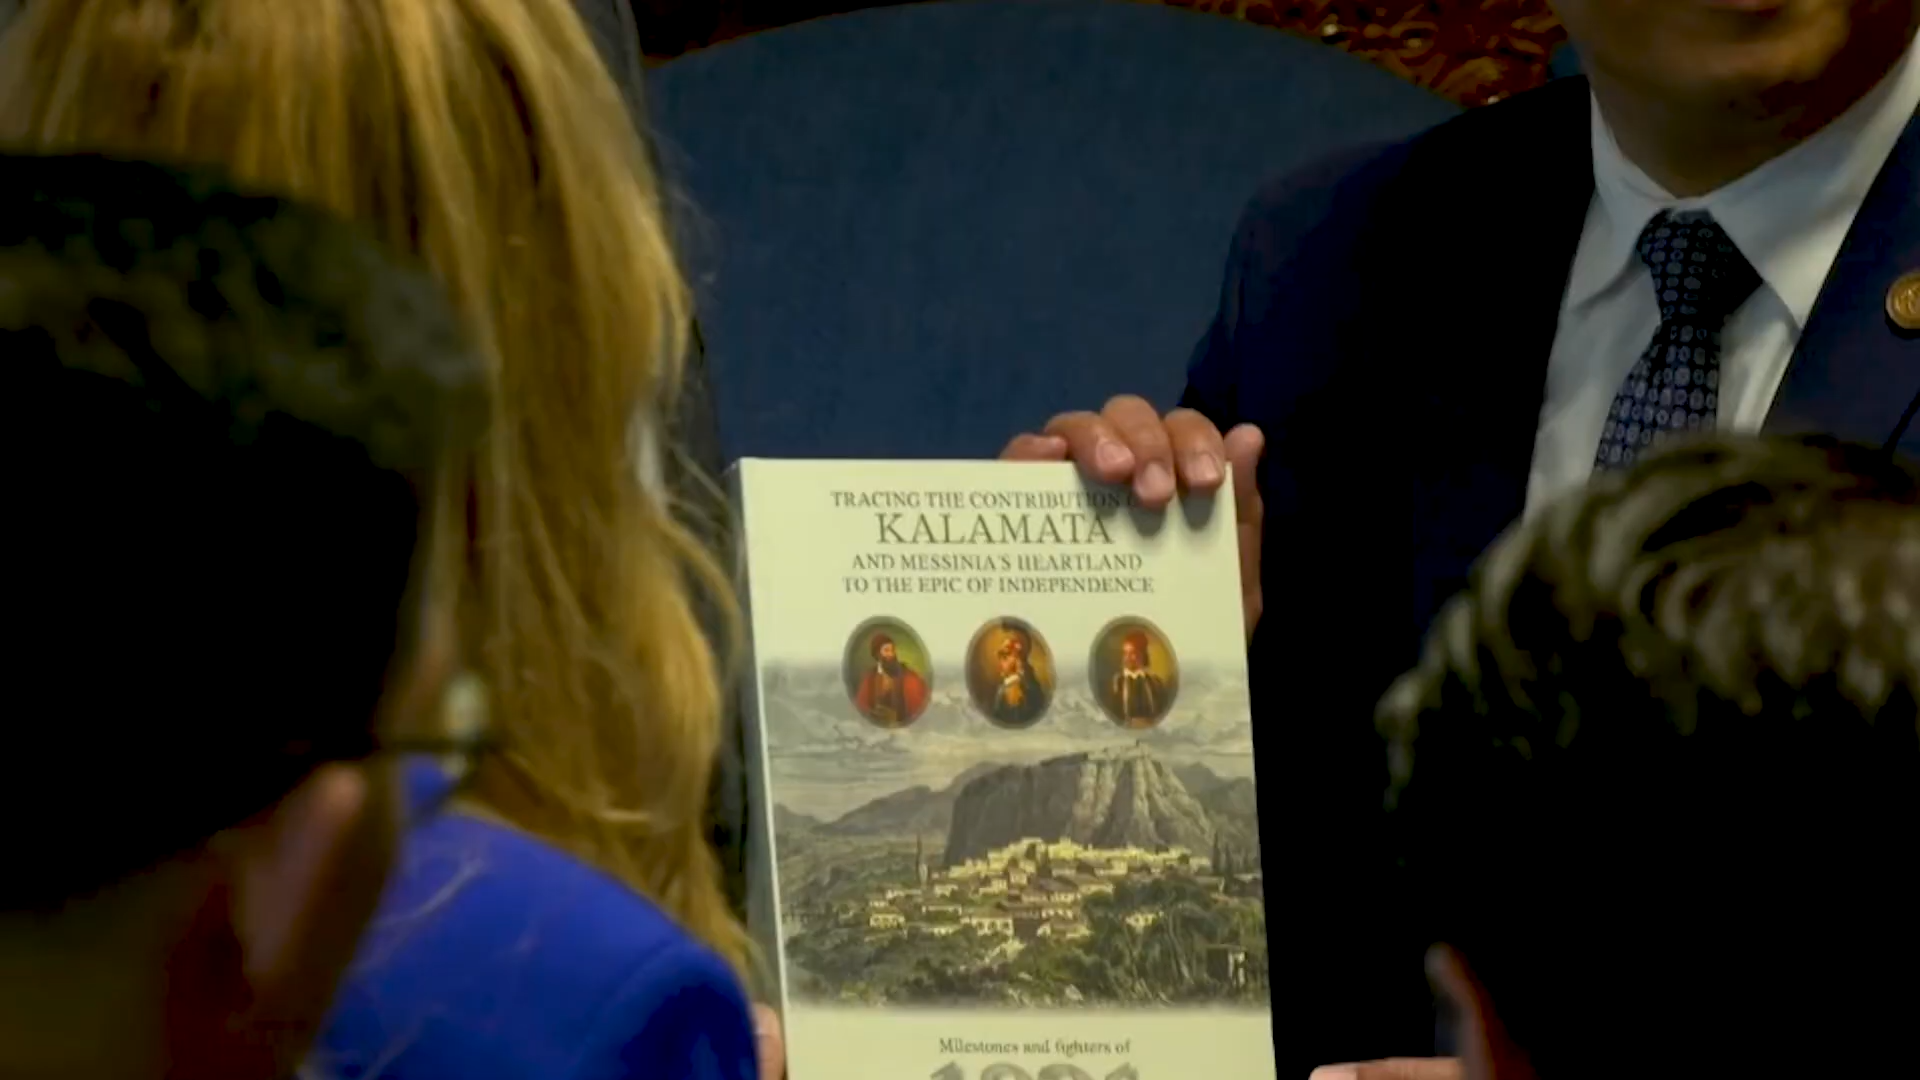 TRACING THE CONTRIBUTION
KALAMATA
AND MESSINIA'S HEARTLAND
TO THE EPIC OF INDEPENDENCE
Milestones and fighters of